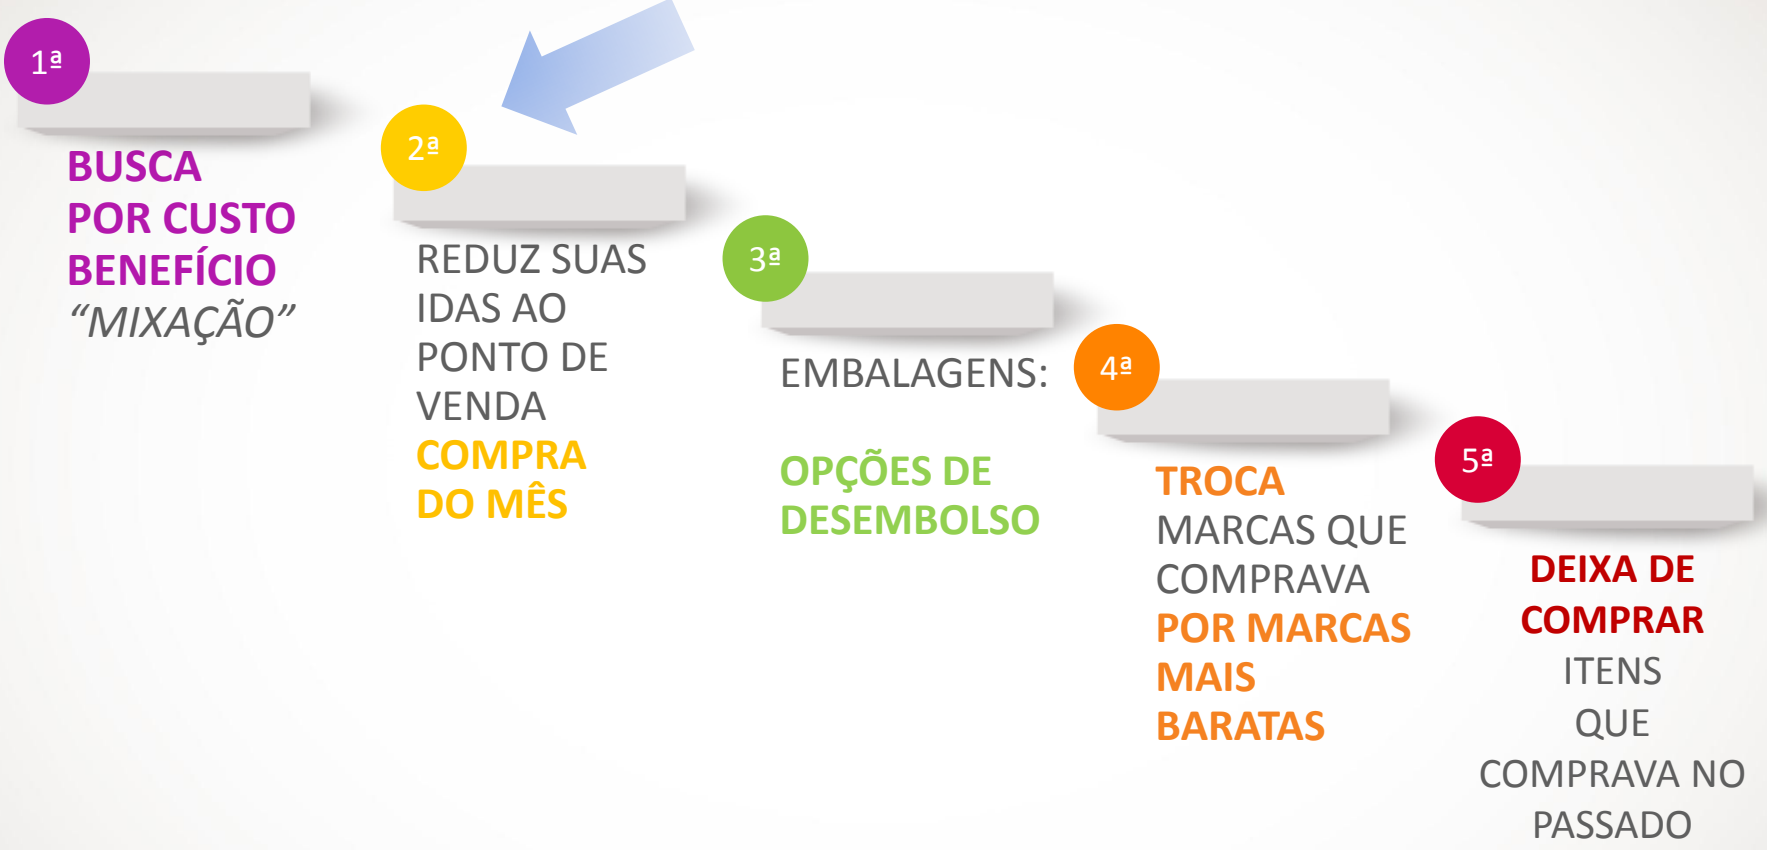 1ª
BUSCA
POR CUSTO
BENEFÍCIO
“MIXAÇÃO”
2ª
REDUZ SUAS
IDAS AO
PONTO DE
VENDA
COMPRA
DO MÊS
3ª
EMBALAGENS:
OPÇÕES DE
DESEMBOLSO
4ª
TROCA
MARCAS QUE
COMPRAVA
POR MARCAS
MAIS
BARATAS
5ª
DEIXA DE
COMPRAR
ITENS
QUE
COMPRAVA NO
PASSADO